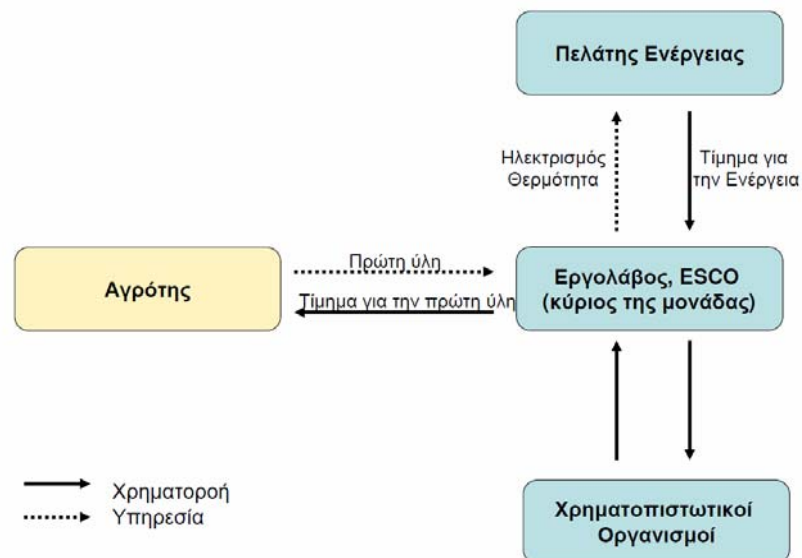 Πελάτης Ενέργειας
Ηλεκτρισμός
Θερμότητα
Τίμημα για
την Ενέργεια
Αγρότης
Πρώτη ύλη
Τίμημα για την πρώτη ύλη
Εργολάβος, ESCO
(κύριος της μονάδας)
Χρηματοροή
Υπηρεσία
Χρηματοπιστωτικοί
Οργανισμοί